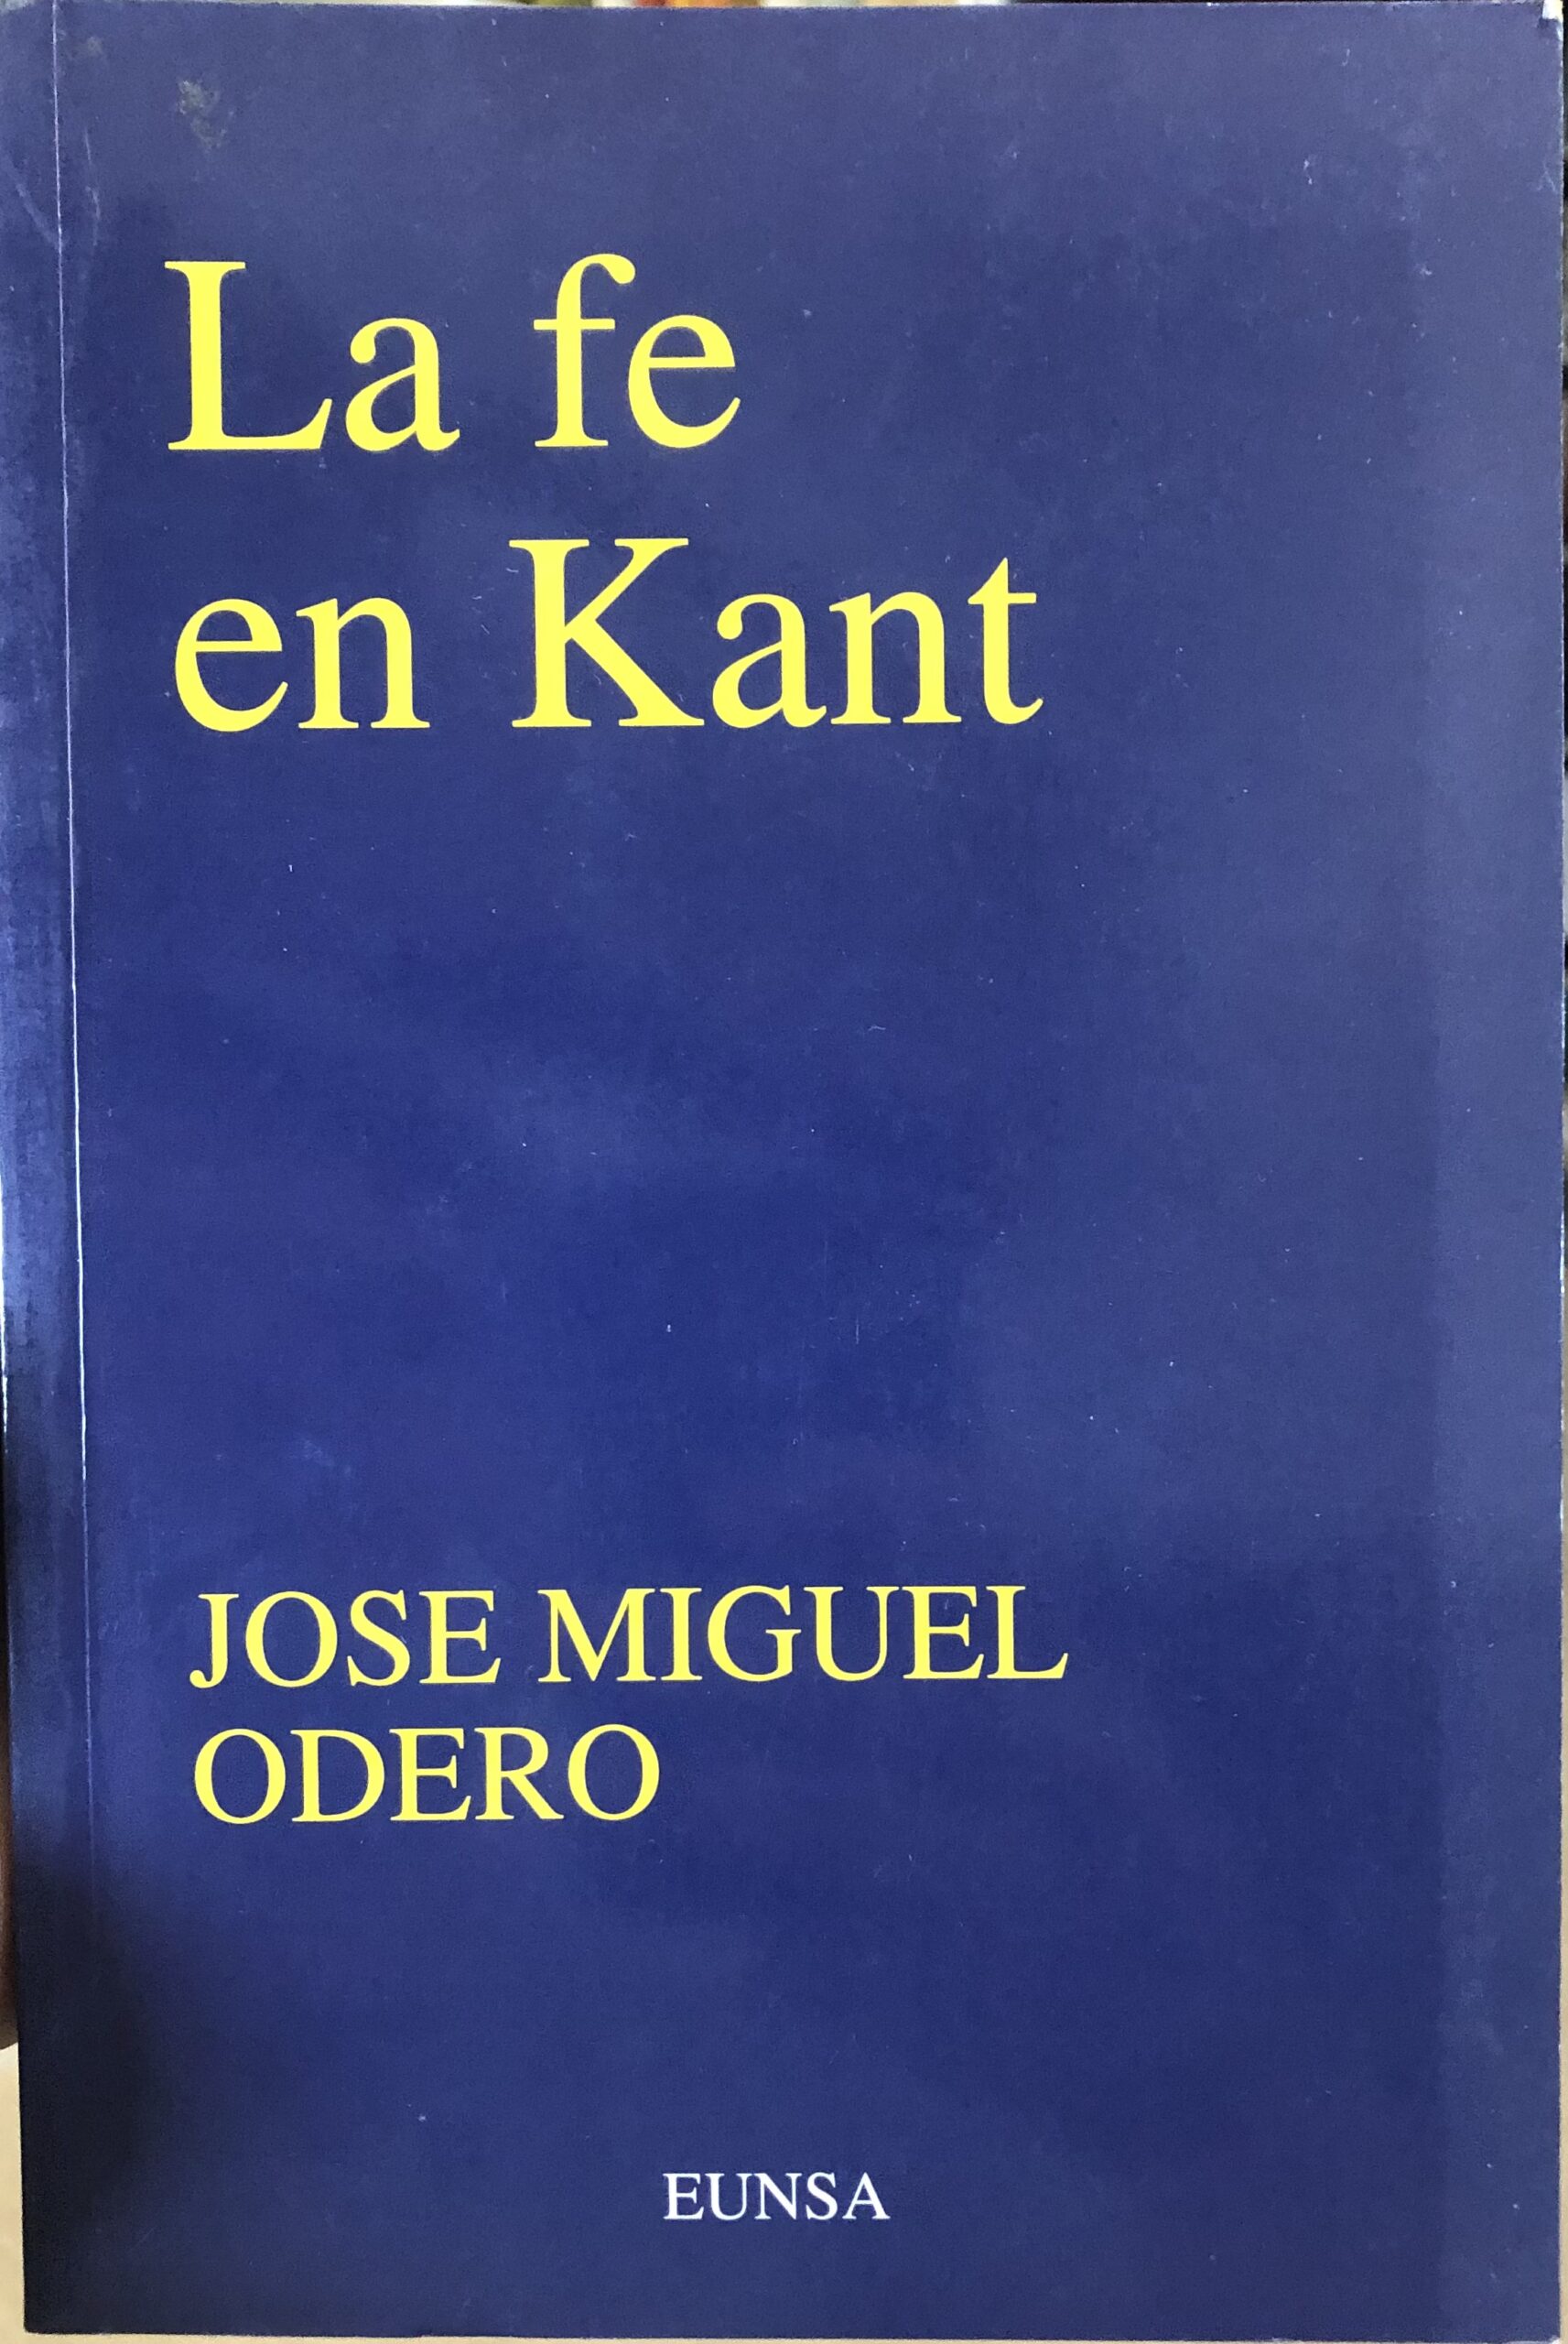 La fe
en Kant
JOSE MIGUEL
ODERO
EUNSA